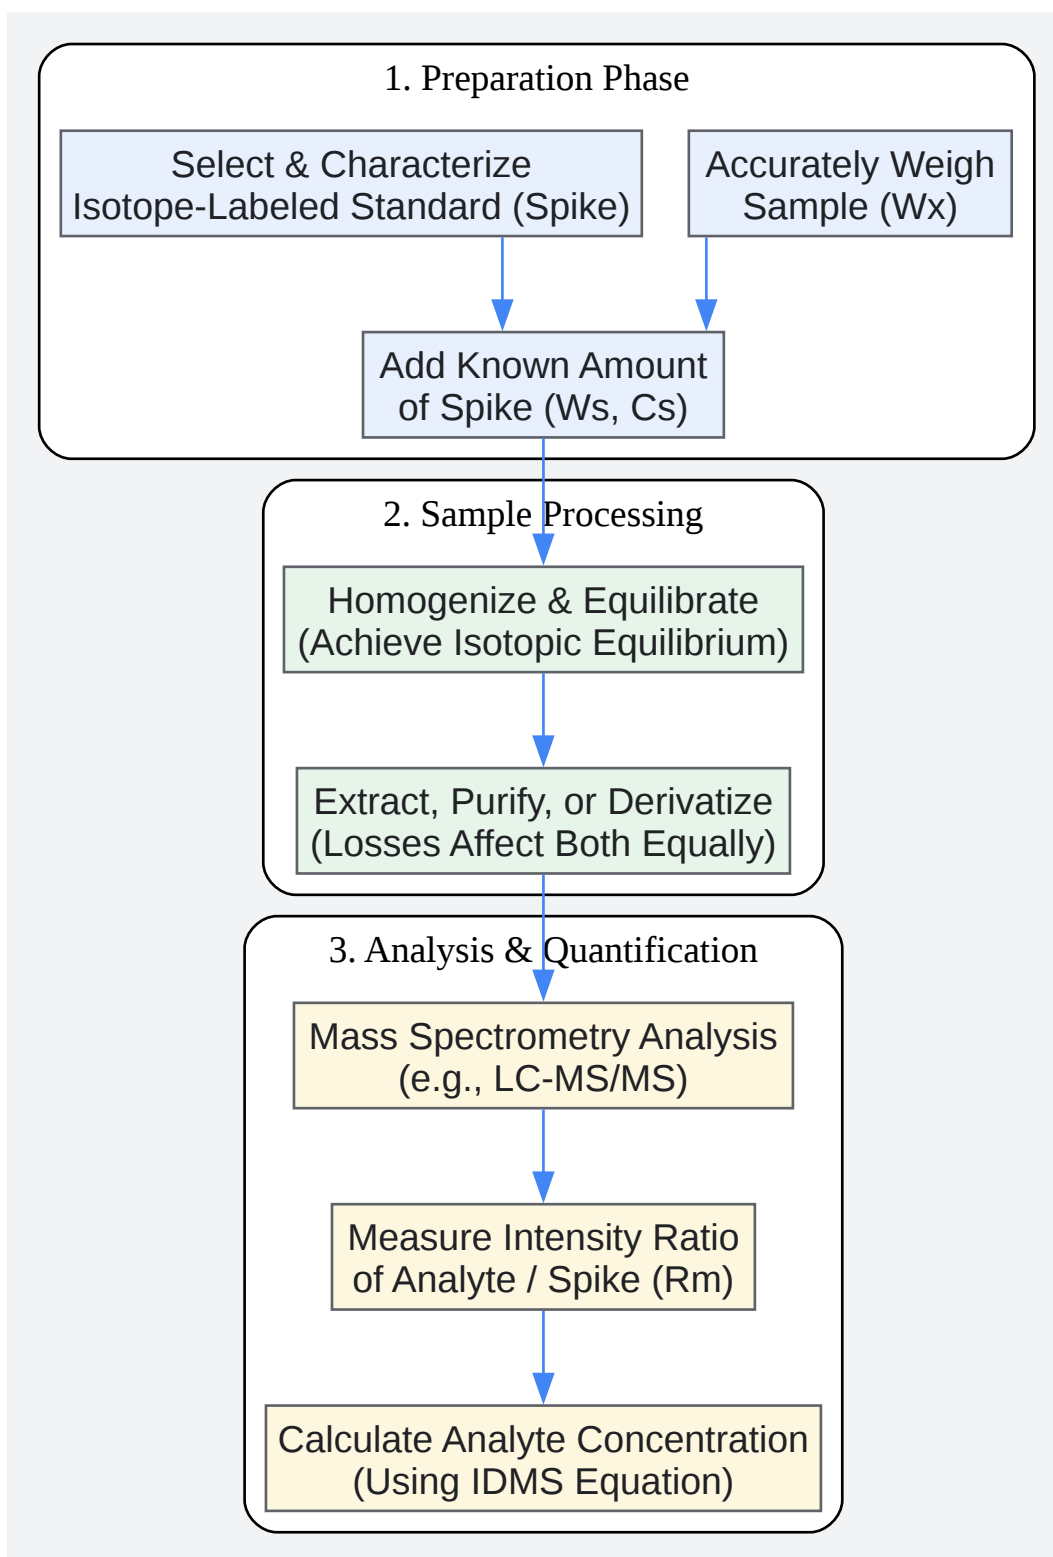 1. Preparation Phase
Select & Characterize
Isotope-Labeled Standard (Spike)
Accurately Weigh
Sample (Wx)
Add Known Amount
of Spike (Ws, Cs)
2. Sample Processing
Homogenize & Equilibrate
(Achieve Isotopic Equilibrium)
Extract, Purify, or Derivatize
(Losses Affect Both Equally)
3. Analysis & Quantification
Mass Spectrometry Analysis
(e.g., LC-MS/MS)
Measure Intensity Ratio
of Analyte / Spike (Rm)
Calculate Analyte Concentration
(Using IDMS Equation)